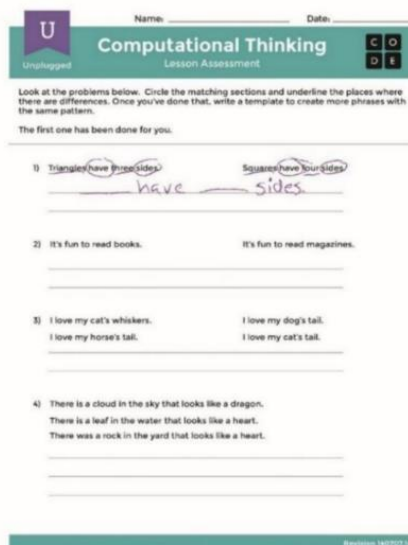 Name: ____________ Date: ____________
U
Unplugged
Computational Thinking
Lesson Assessment
C O
D E
Look at the problems below. Circle the matching sections and underline the places where
there are differences. Once you've done that, write a template to create more phrases with
the same pattern.
The first one has been done for you.
1) Triangles have three sides. Squares have four sides.
____ have ____ sides
2) It's fun to read books. It's fun to read magazines.
3) I love my cat's whiskers. I love my dog's tail.
I love my horse's tail. I love my cat's tail.
4) There is a cloud in the sky that looks like a dragon.
There is a leaf in the water that looks like a heart.
There was a rock in the yard that looks like a heart.
Revision